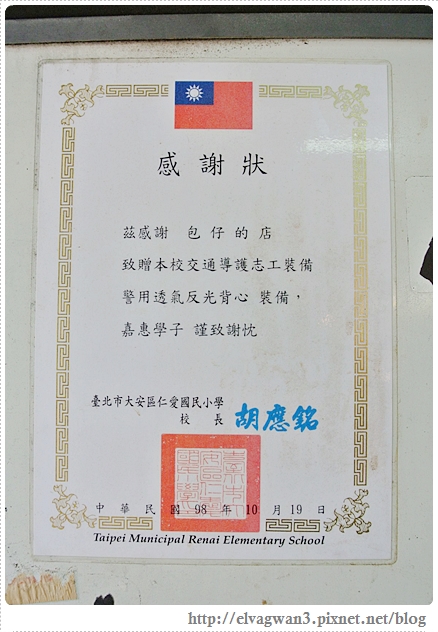 感謝狀
茲感謝 包仔的店
致贈本校交通導護志工裝備
警用透氣反光背心 裝備，
嘉惠學子 謹致謝忱
臺北市大安區仁愛國民小學
校長 胡應銘
中華民國 98 年 10 月 19 日
Taipei Municipal Renai Elementary School
http://elvagwan3.pixnet.net/blog